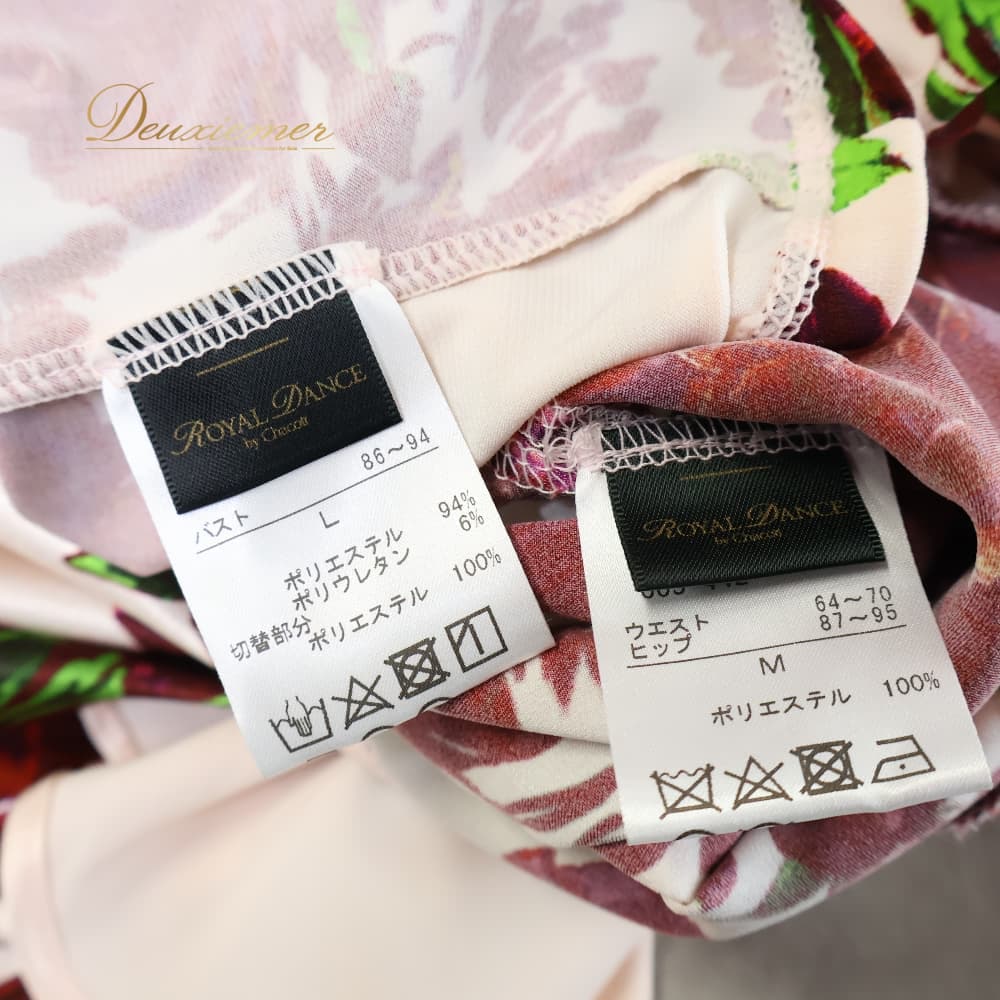 Deuxiemer
ROYAL DANCE
by Chacott
バスト 86～94
L
ポリエステル 94%
ポリウレタン 6%
切替部分 ポリエステル 100%
ROYAL DANCE
by Chacott
ウエスト 64～70
ヒップ 87～95
M
ポリエステル 100%